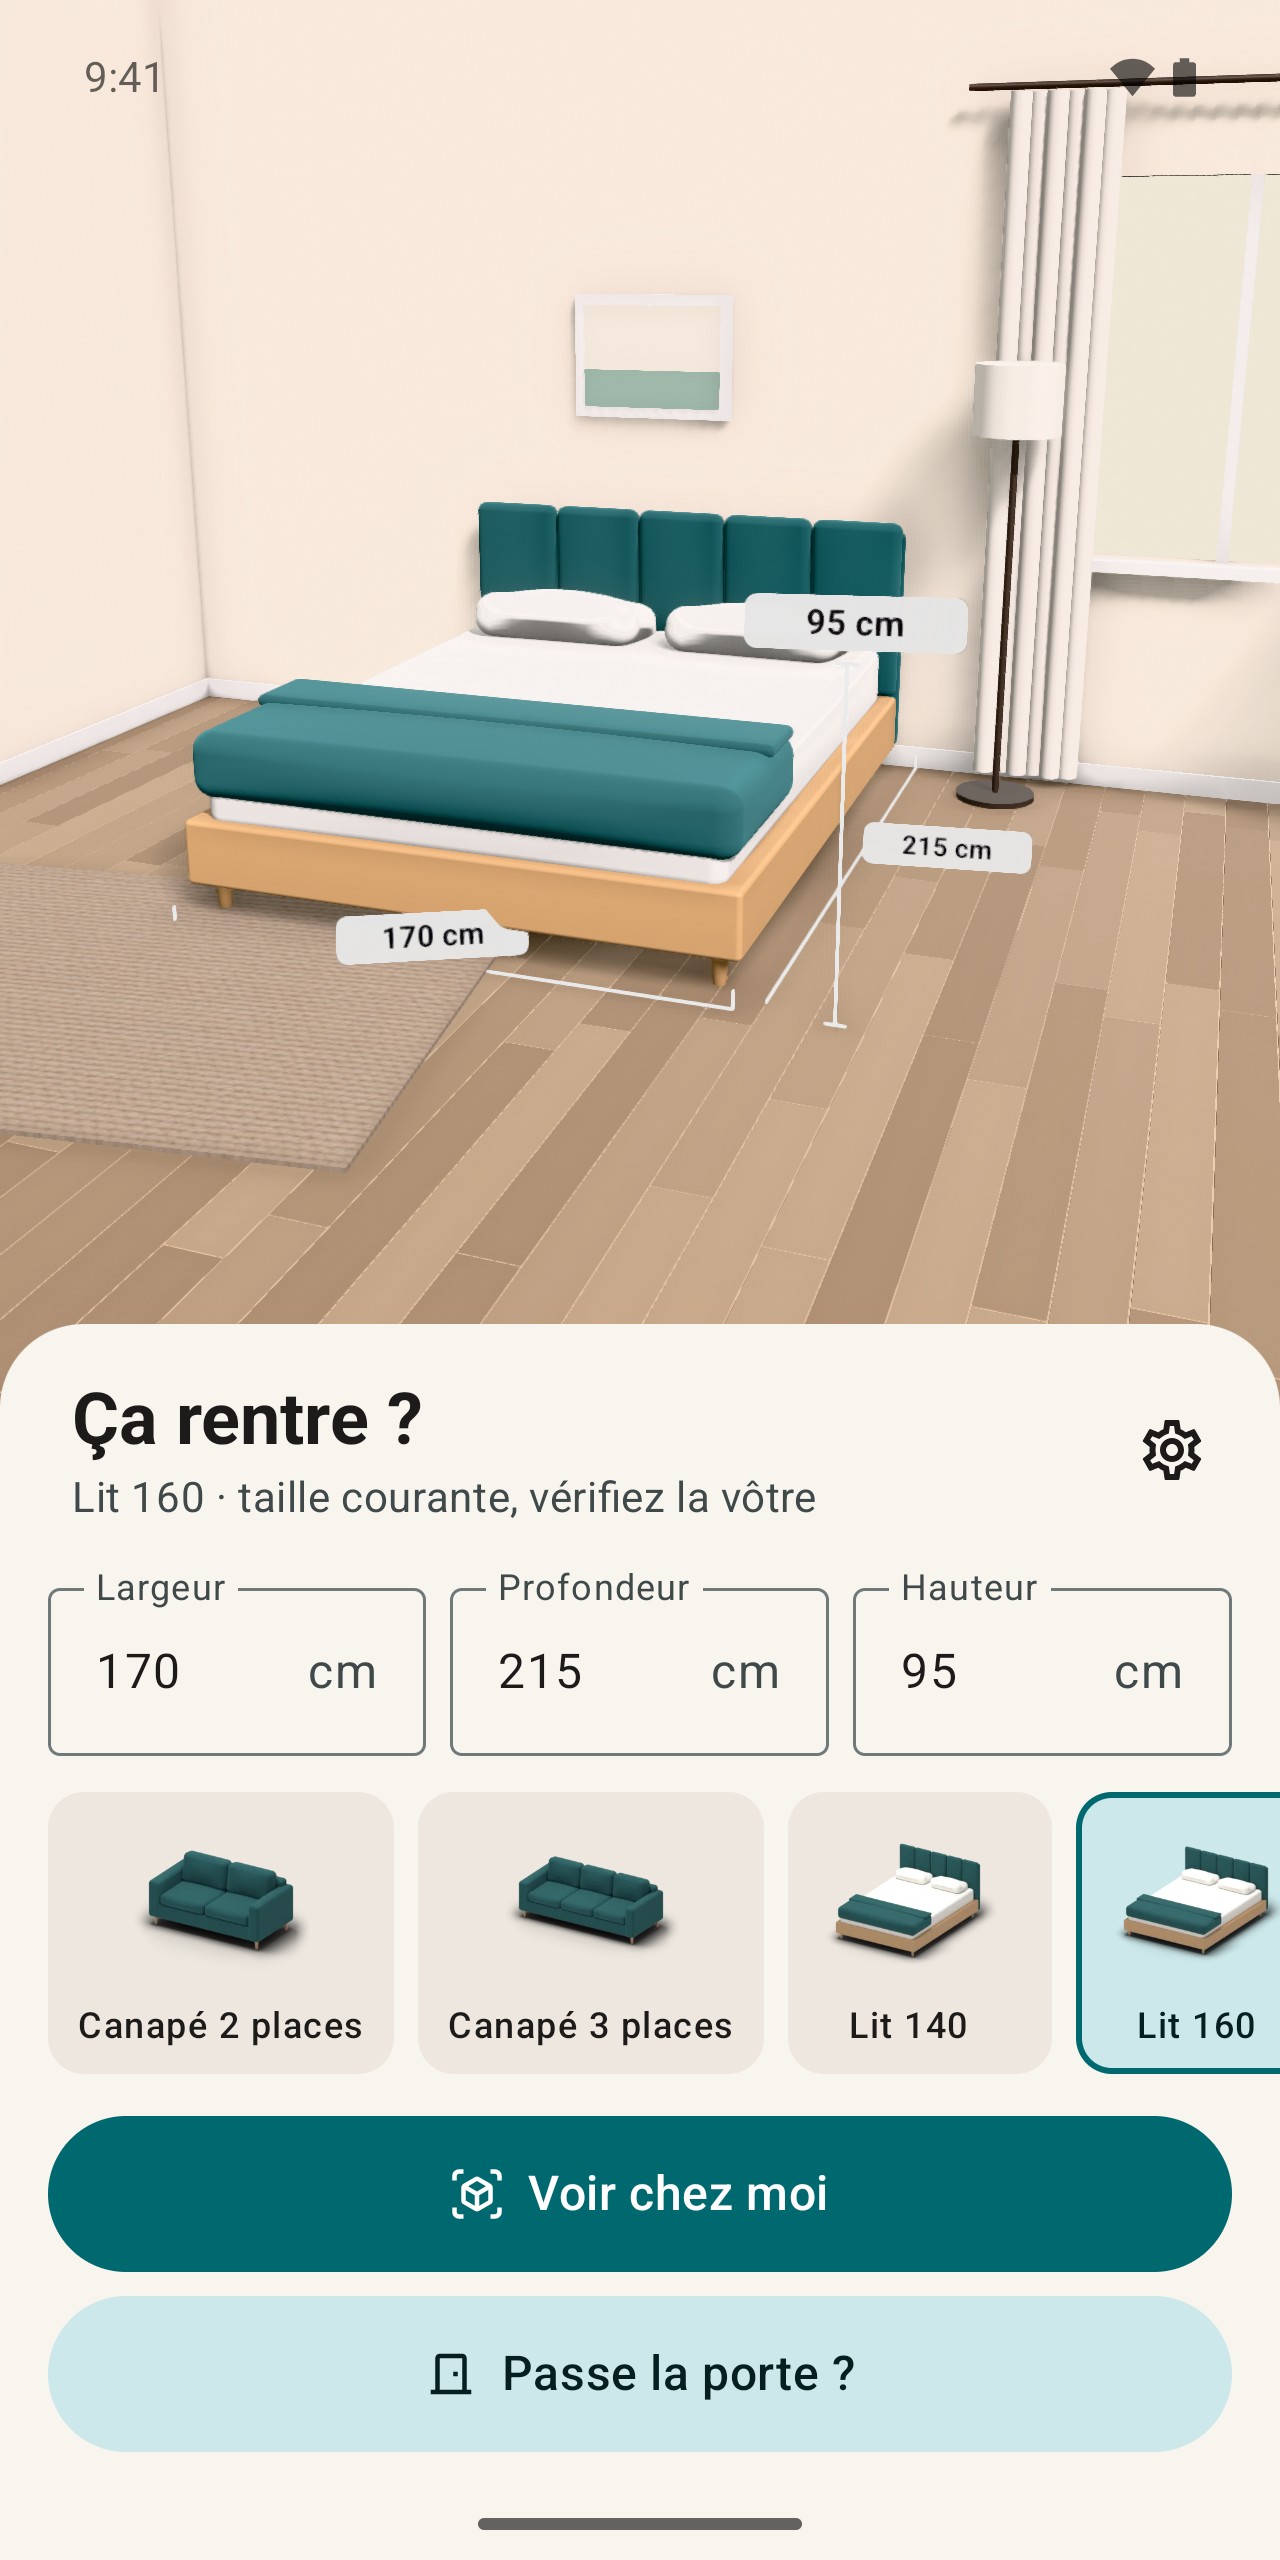 9:41
95 cm
215 cm
170 cm
Ça rentre ?
Lit 160 · taille courante, vérifiez la vôtre
Largeur Profondeur Hauteur
170 cm 215 cm 95 cm
Canapé 2 places Canapé 3 places Lit 140 Lit 160
Voir chez moi
Passe la porte ?